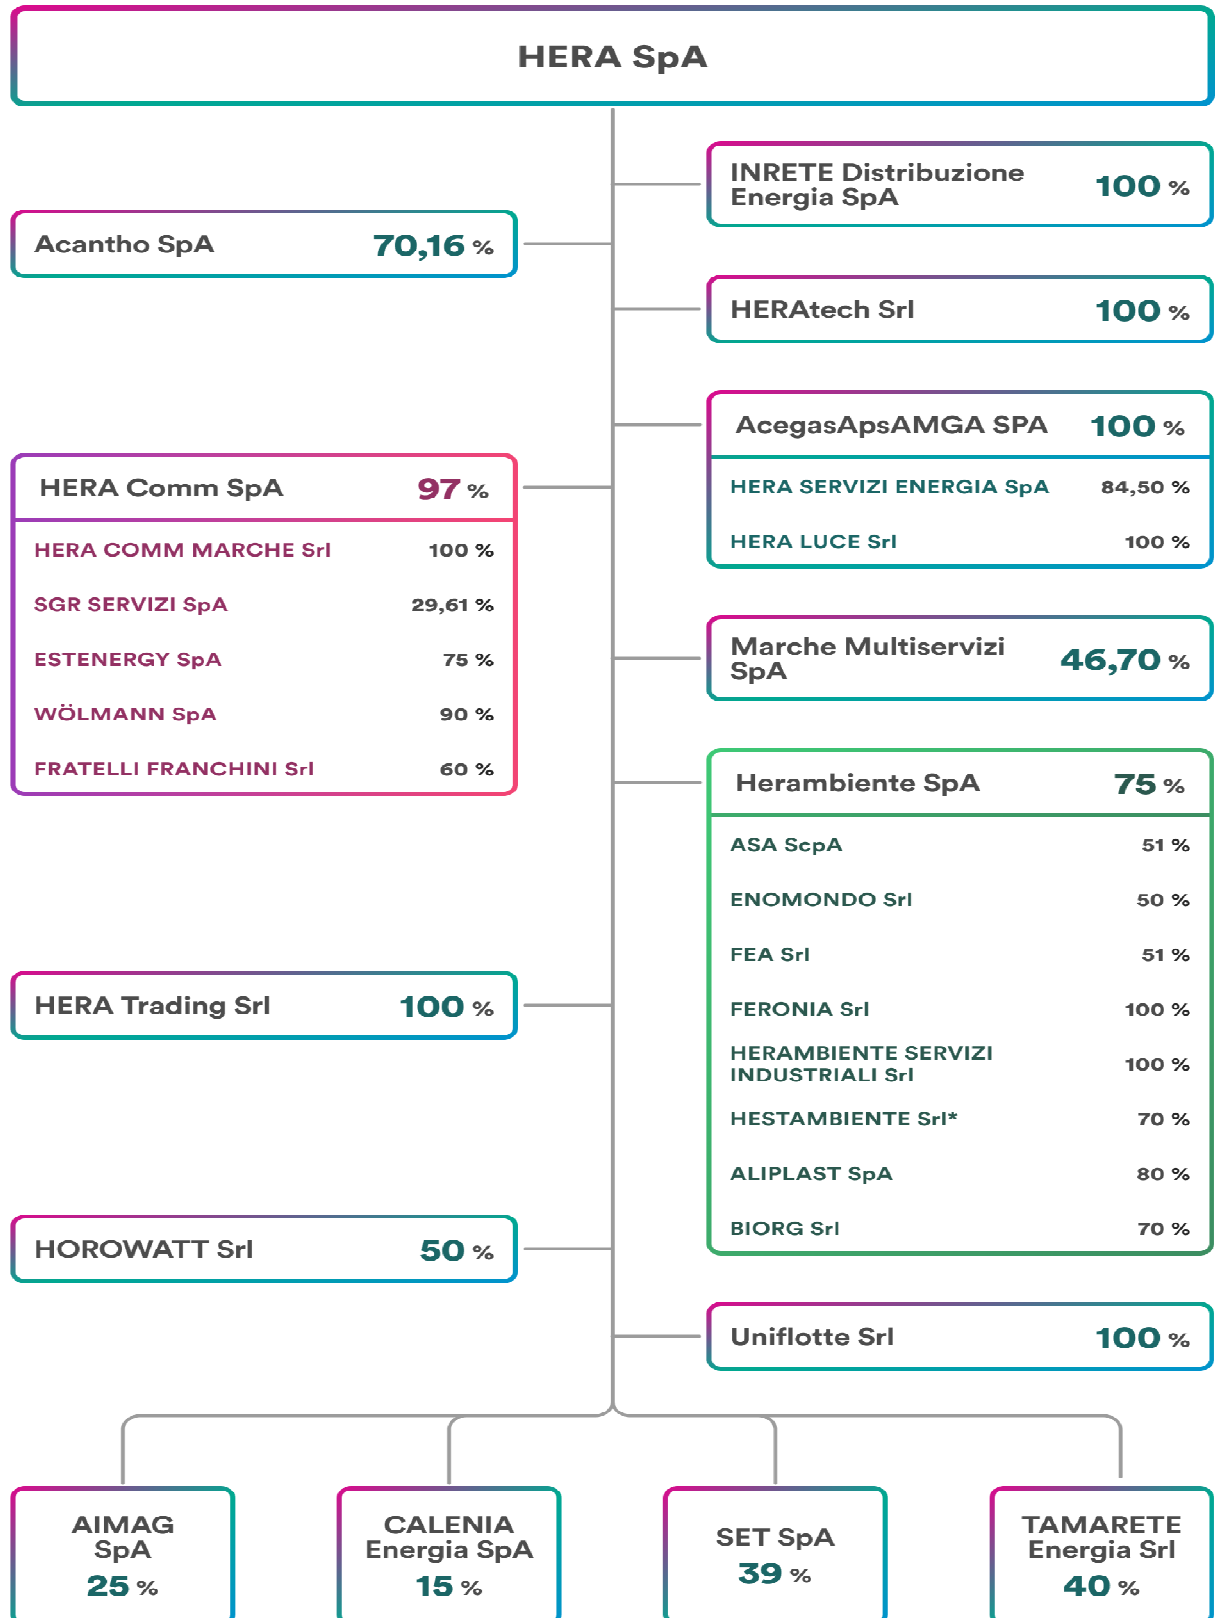 HERA SpA
INRETE Distribuzione
Energia SpA
100 %
Acantho SpA 70,16 %
HERAtech Srl 100 %
AcegasApsAMGA SPA 100 %
HERA SERVIZI ENERGIA SpA 84,50 %
HERA LUCE Srl 100 %
HERA Comm SpA 97 %
HERA COMM MARCHE Srl 100 %
SGR SERVIZI SpA 29,61 %
ESTENERGY SpA 75 %
WÖLMANN SpA 90 %
FRATELLI FRANCHINI Srl 60 %
Marche Multiservizi
SpA
46,70 %
Herambiente SpA 75 %
ASA ScpA 51 %
ENOMONDO Srl 50 %
FEA Srl 51 %
FERONIA Srl 100 %
HERAMBIENTE SERVIZI
INDUSTRIALI Srl
100 %
HESTAMBIENTE Srl* 70 %
ALIPLAST SpA 80 %
BIORG Srl 70 %
HERA Trading Srl 100 %
HOROWATT Srl 50 %
Uniflotte Srl 100 %
AIMAG
SpA
25 %
CALENIA
Energia SpA
15 %
SET SpA
39 %
TAMARETE
Energia Srl
40 %